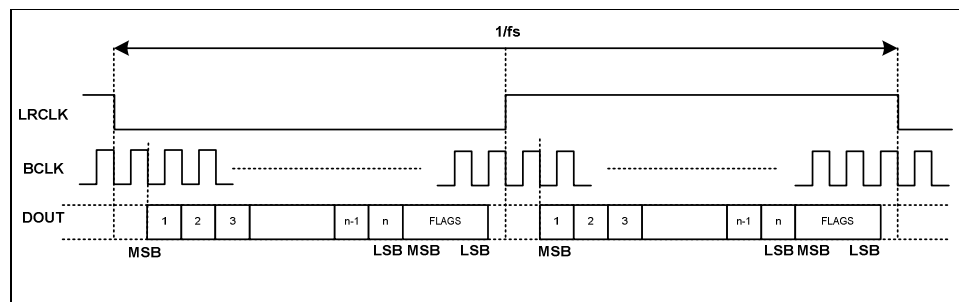 1/fs
LRCLK
BCLK
DOUT
1 2 3 n-1 n FLAGS 1 2 3 n-1 n FLAGS
MSB LSB MSB LSB MSB LSB MSB LSB